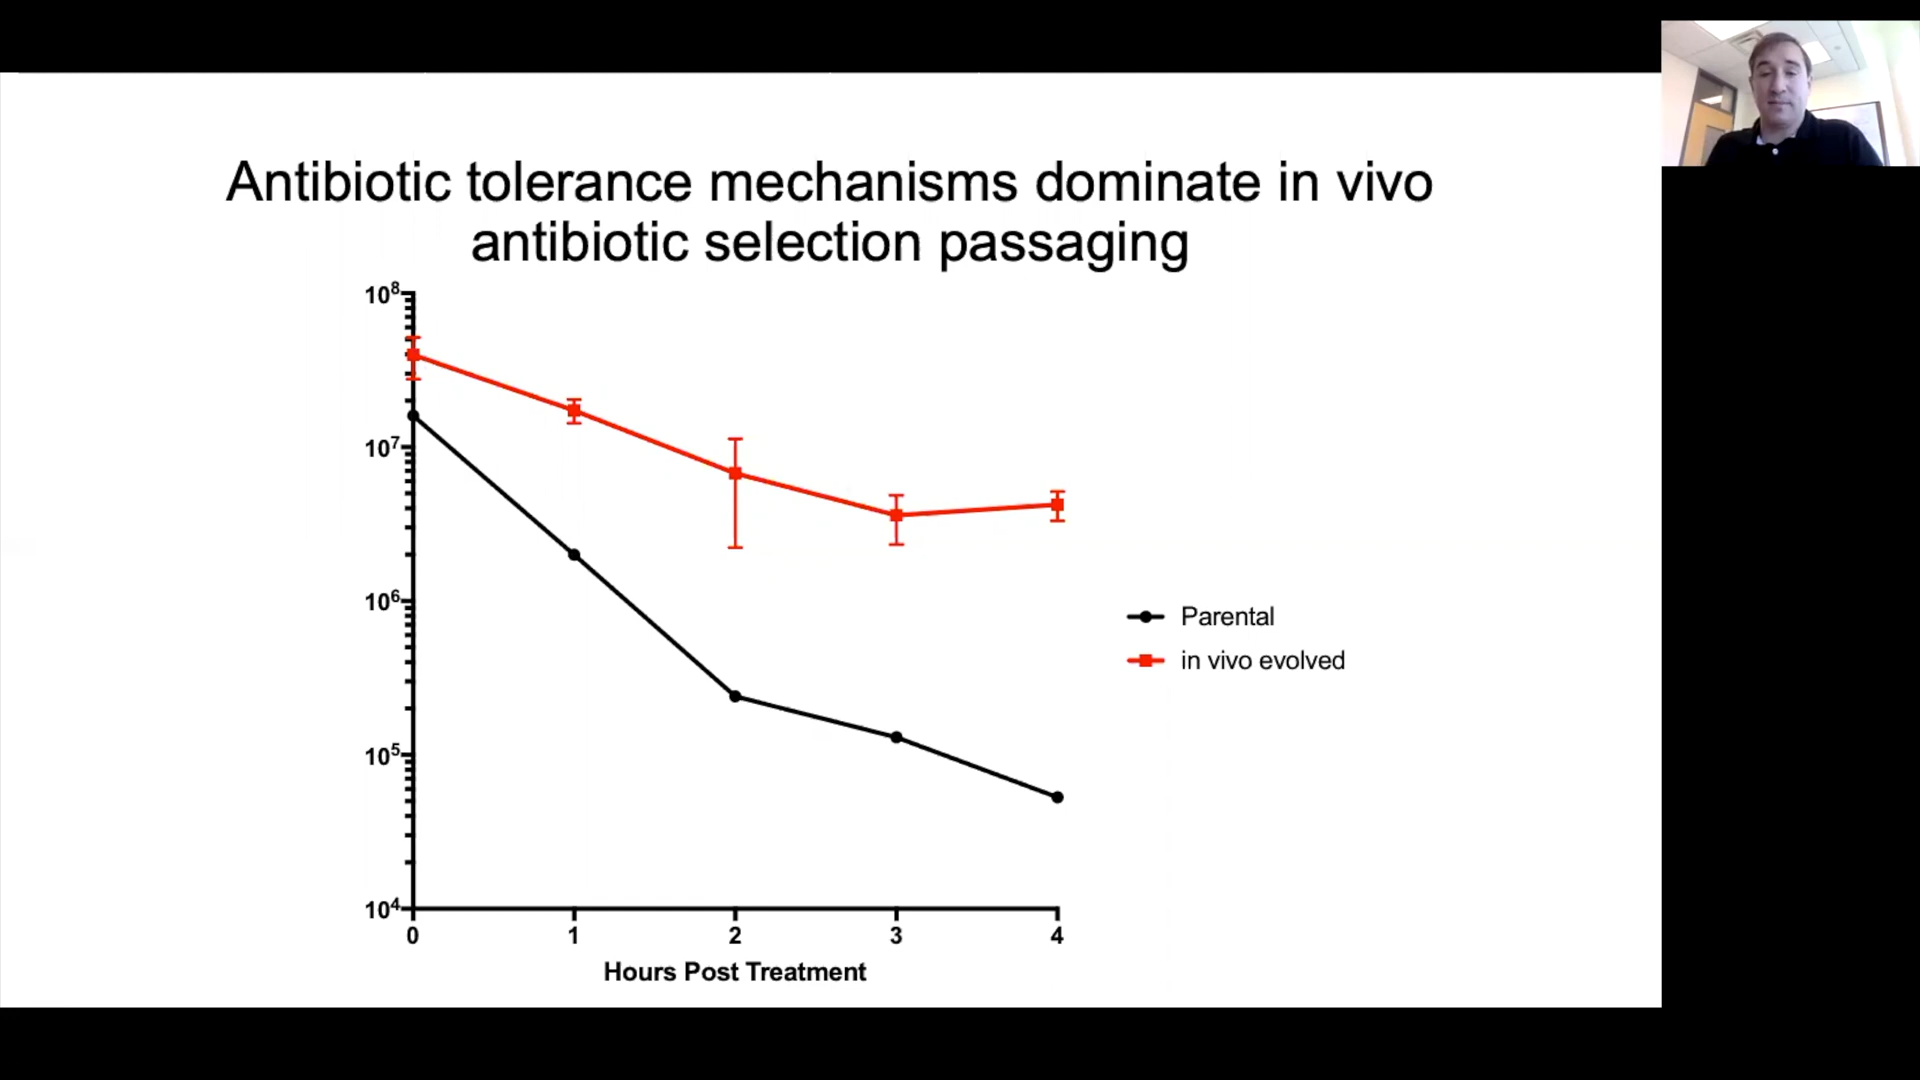 Antibiotic tolerance mechanisms dominate in vivo
antibiotic selection passaging
10⁸
10⁷
10⁶
10⁵
10⁴
0 1 2 3 4
Hours Post Treatment
Parental
in vivo evolved